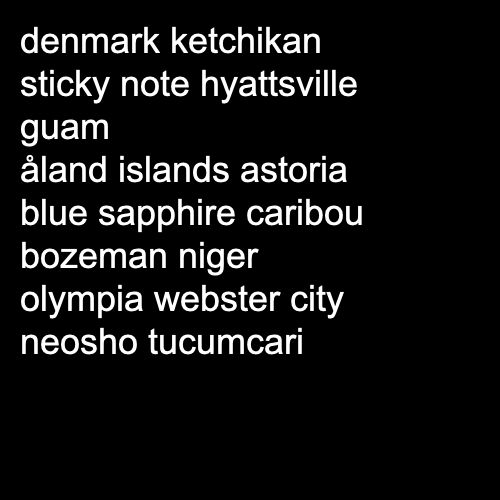 denmark ketchikan
sticky note hyattsville
guam
åland islands astoria
blue sapphire caribou
bozeman niger
olympia webster city
neosho tucumcari